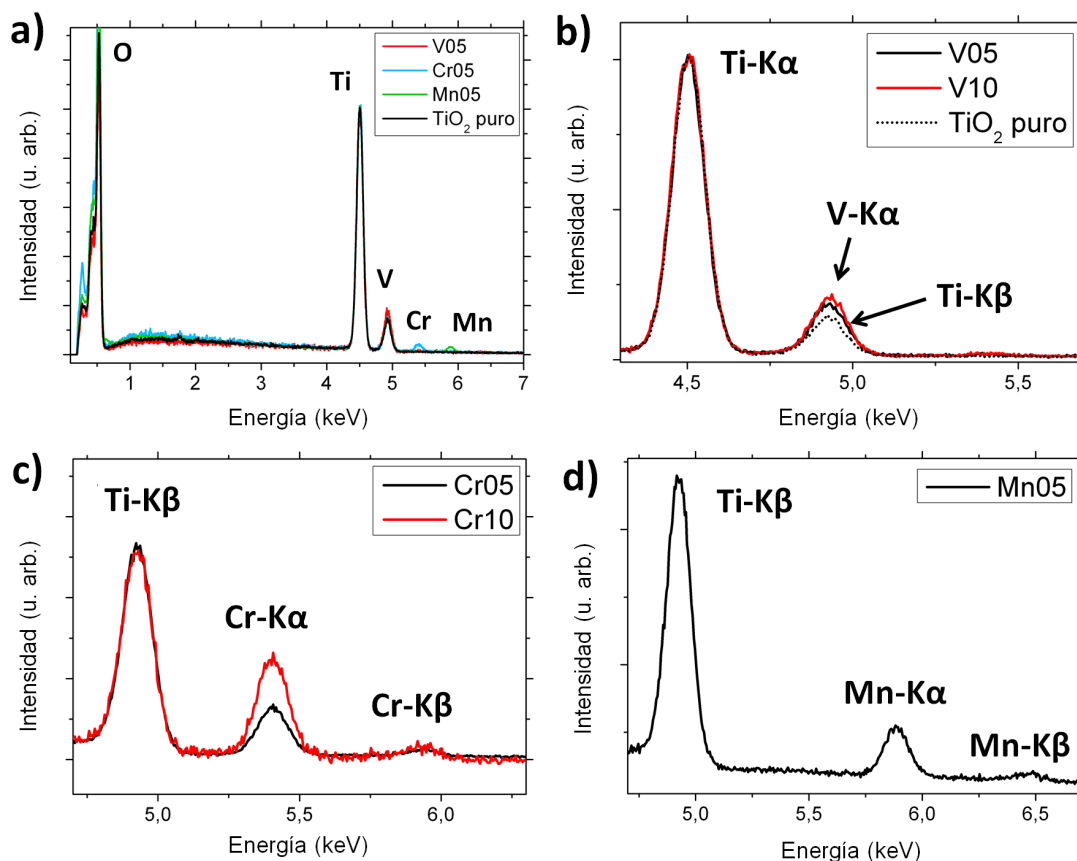 a)
O
Ti
V
Cr
Mn
V05
Cr05
Mn05
TiO₂ puro
Intensidad (u. arb.)
1 2 3 4 5 6 7
Energía (keV)
b)
Ti-Kα
V-Kα
Ti-Kβ
V05
V10
TiO₂ puro
Intensidad (u. arb.)
4,5 5,0 5,5
Energía (keV)
c)
Ti-Kβ
Cr-Kα
Cr-Kβ
Cr05
Cr10
Intensidad (u. arb.)
5,0 5,5 6,0
Energía (keV)
d)
Ti-Kβ
Mn-Kα
Mn-Kβ
Mn05
Intensidad (u. arb.)
5,0 5,5 6,0 6,5
Energía (keV)